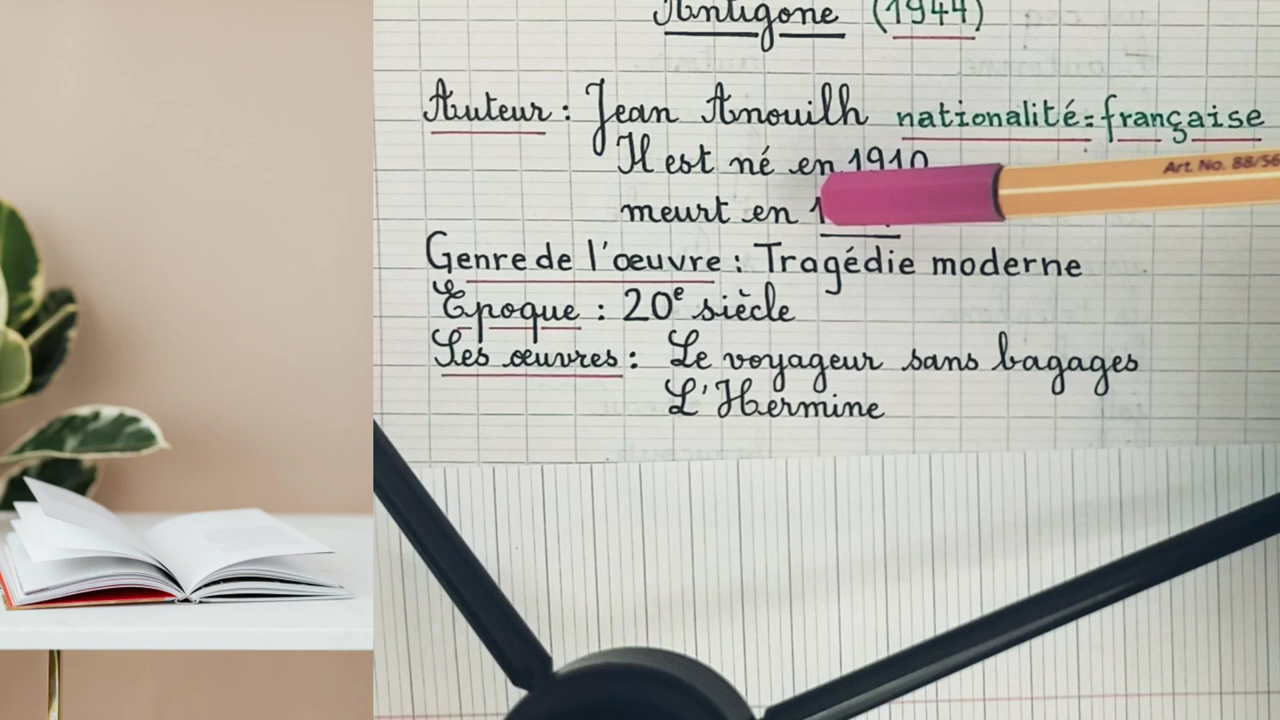 Antigone (1944)
Auteur : Jean Anouilh nationalité: française
Il est né en 1910
Art. No. 88/56
meurt en
Genre de l'œuvre : Tragédie moderne
Epoque : 20e siècle
Ses œuvres : Le voyageur sans bagages
L'Hermine